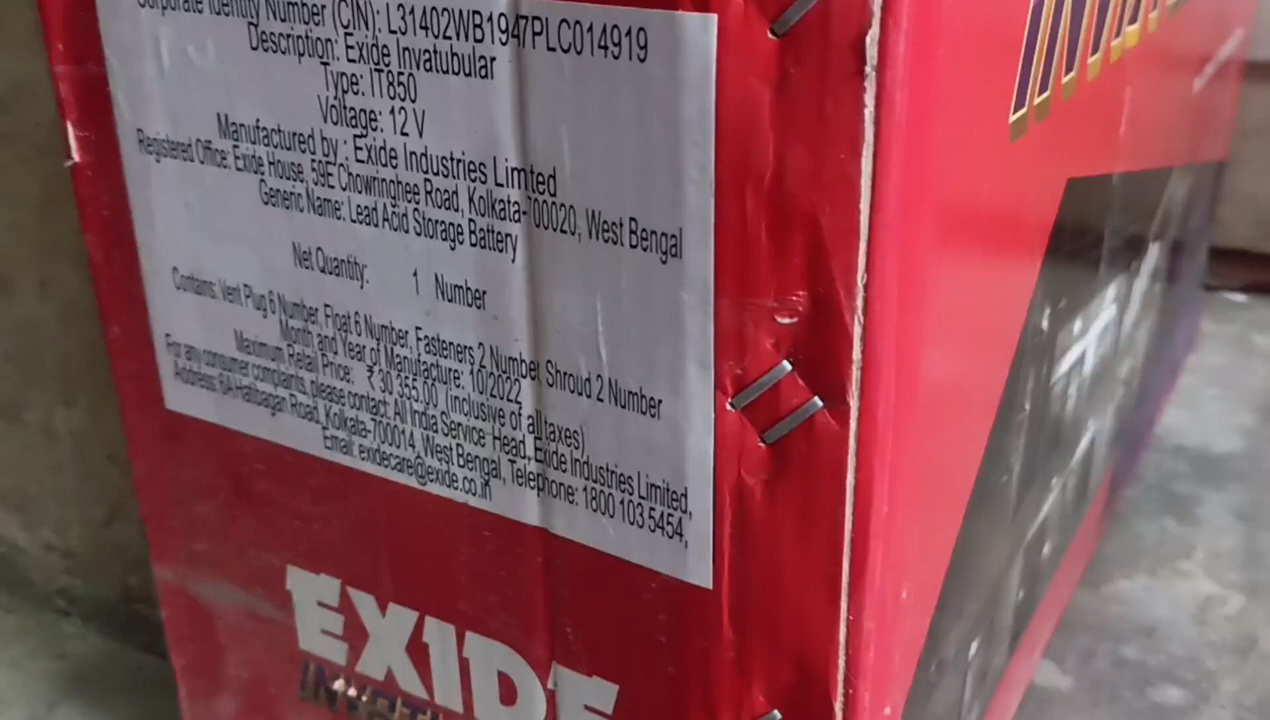 Corporate Identity Number (CIN): L31402WB1947PLC014919
Description: Exide Invatubular
Type: IT850
Voltage: 12 V
Manufactured by : Exide Industries Limted
Registered Office: Exide House, 59E Chowringhee Road, Kolkata-700020, West Bengal
Generic Name: Lead Acid Storage Battery
Net Quantity: 1 Number
Contains: Vent Plug 6 Number, Float 6 Number, Fasteners 2 Number, Shroud 2 Number
Month and Year of Manufacture: 10/2022
Maximum Retail Price: ₹ 30 355.00 (inclusive of all taxes)
For any consumer complaints, please contact: All India Service Head, Exide Industries Limited,
Address: 6A Hatibagan Road, Kolkata-700014, West Bengal, Telephone: 1800 103 5454,
Email: exidecare@exide.co.in
EXIDE